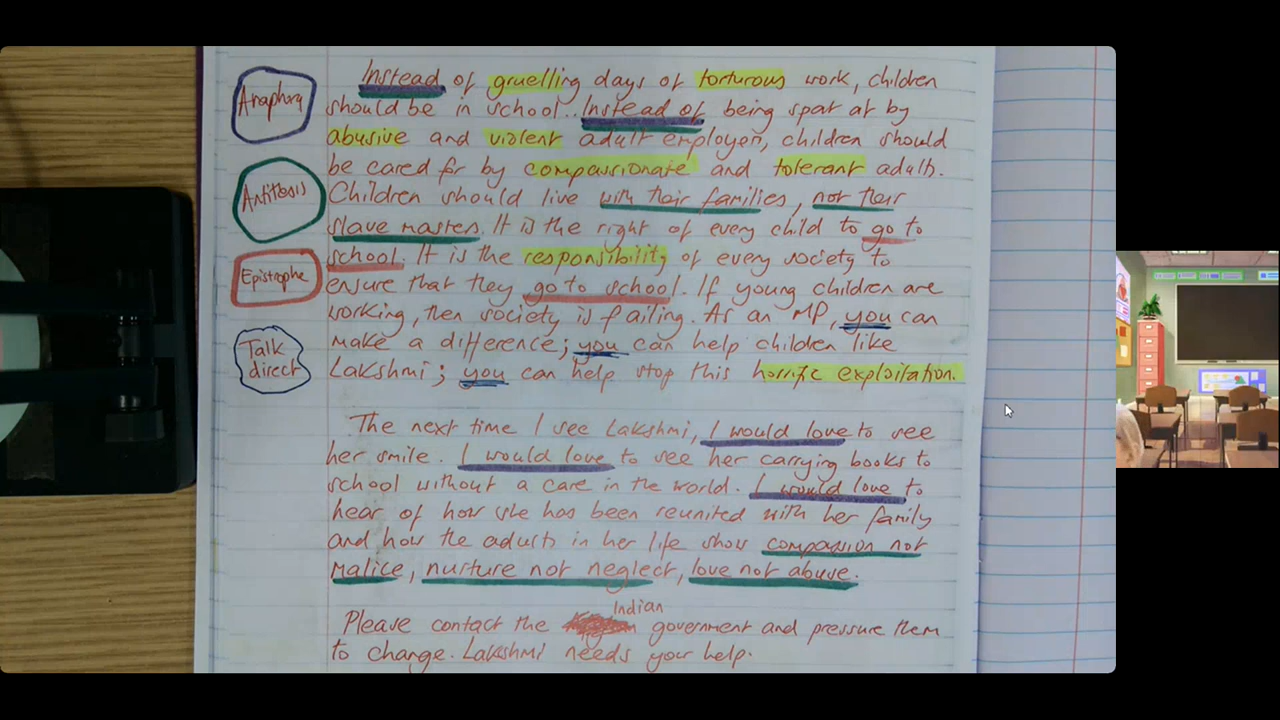 Anaphora
Antitesis
Epistrophe
Talk
direct
Instead of gruelling days of torturous work, children
should be in school. Instead of being spat at by
abusive and violent adult employers, children should
be cared for by compassionate and tolerant adults.
Children should live with their families, not their
slave masters. It is the right of every child to go to
school. It is the responsibility of every society to
ensure that they go to school. If young children are
working, then society is failing. As an MP, you can
make a difference; you can help children like
Lakshmi; you can help stop this horrific exploitation.
The next time I see Lakshmi, I would love to see
her smile. I would love to see her carrying books to
school without a care in the world. I would love to
hear of how she has been reunited with her family
and how the adults in her life show compassion not
malice, nurture not neglect, love not abuse.
Please contact the Indian government and pressure them
to change. Lakshmi needs your help.